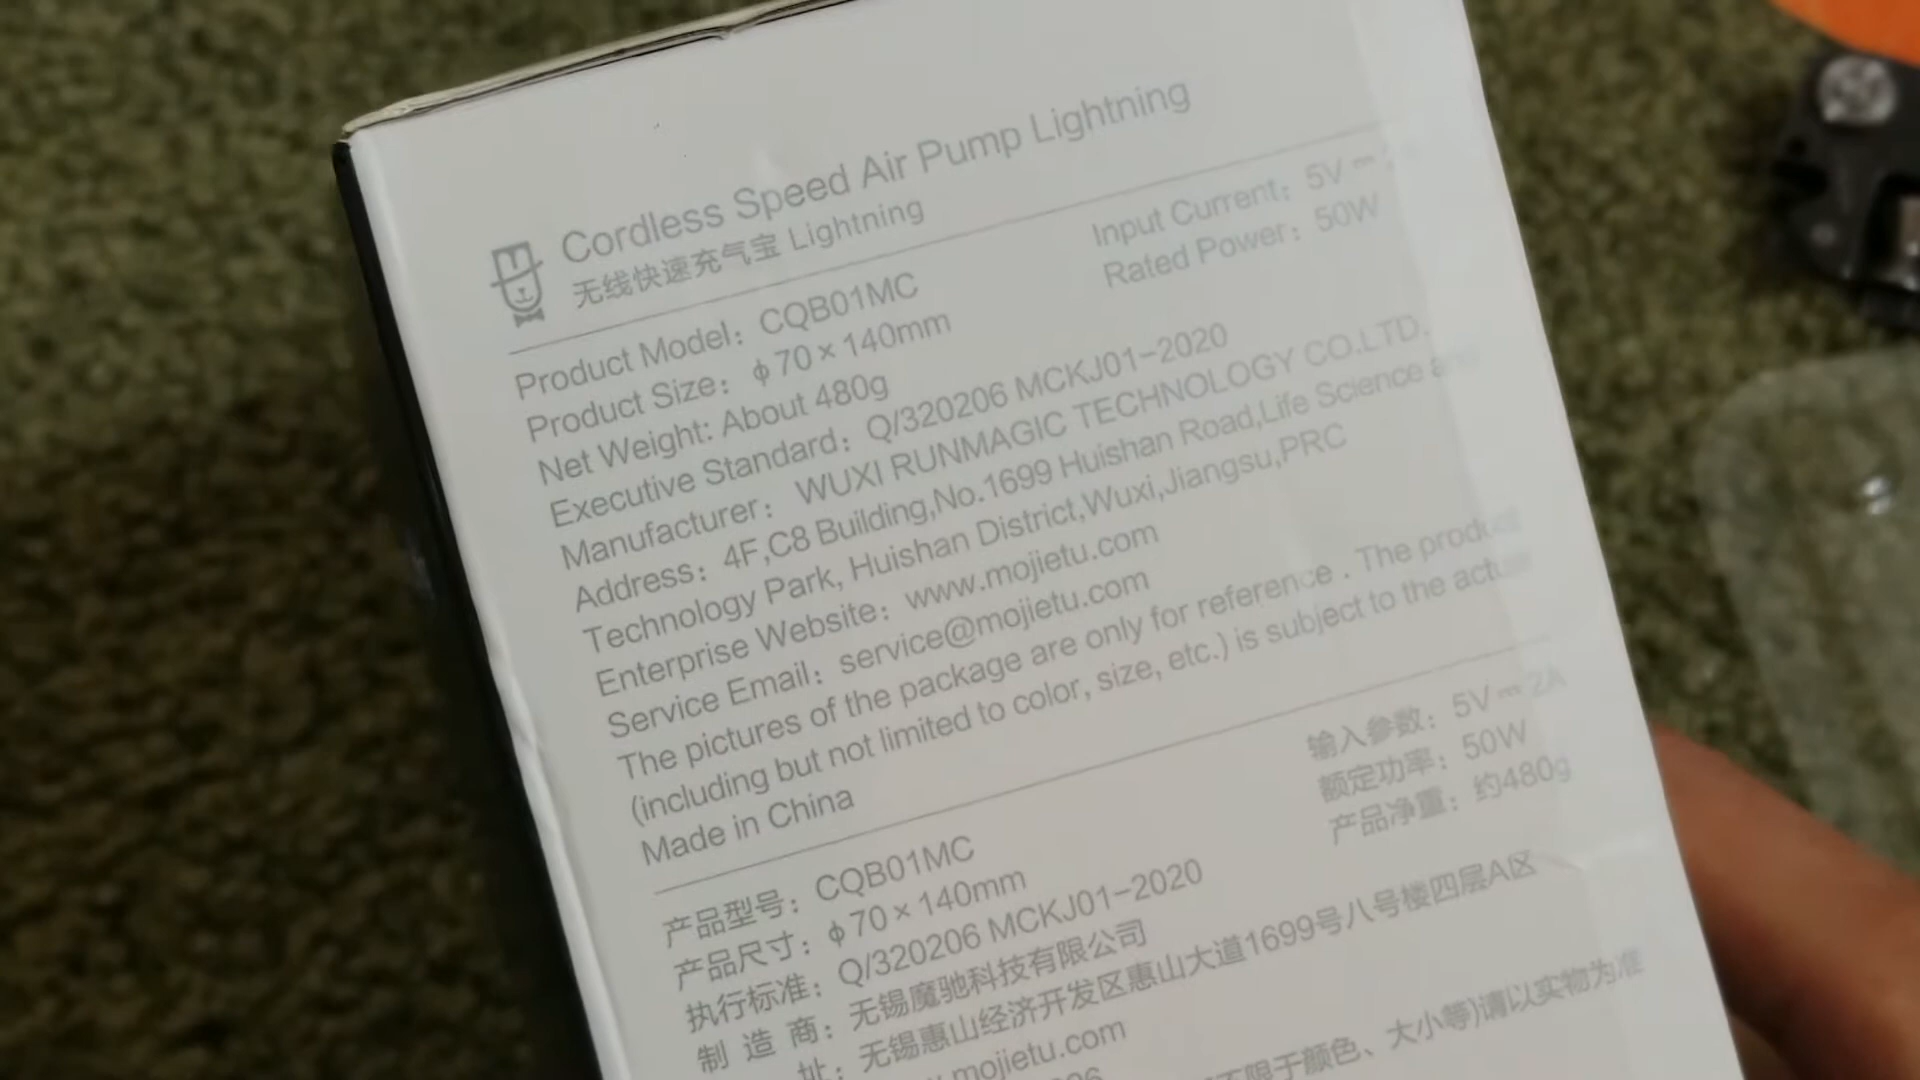 Cordless Speed Air Pump Lightning
无线快速充气宝 Lightning
Product Model：CQB01MC
Input Current：5V ⎓
Product Size：ϕ70×140mm
Rated Power：50W
Net Weight: About 480g
Executive Standard：Q/320206 MCKJ01-2020
Manufacturer：WUXI RUNMAGIC TECHNOLOGY CO.LTD.
Address：4F,C8 Building,No.1699 Huishan Road,Life Science and
Technology Park, Huishan District,Wuxi,Jiangsu,PRC
Enterprise Website：www.mojietu.com
Service Email：service@mojietu.com
The pictures of the package are only for reference . The product
(including but not limited to color, size, etc.) is subject to the actual
Made in China
产品型号：CQB01MC
输入参数：5V ⎓ 2A
产品尺寸：ϕ70×140mm
额定功率：50W
执行标准：Q/320206 MCKJ01-2020
产品净重：约480g
制 造 商：无锡魔驰科技有限公司
址：无锡惠山经济开发区惠山大道1699号八号楼四层A区
mojietu.com
不限于颜色、大小等)请以实物为准